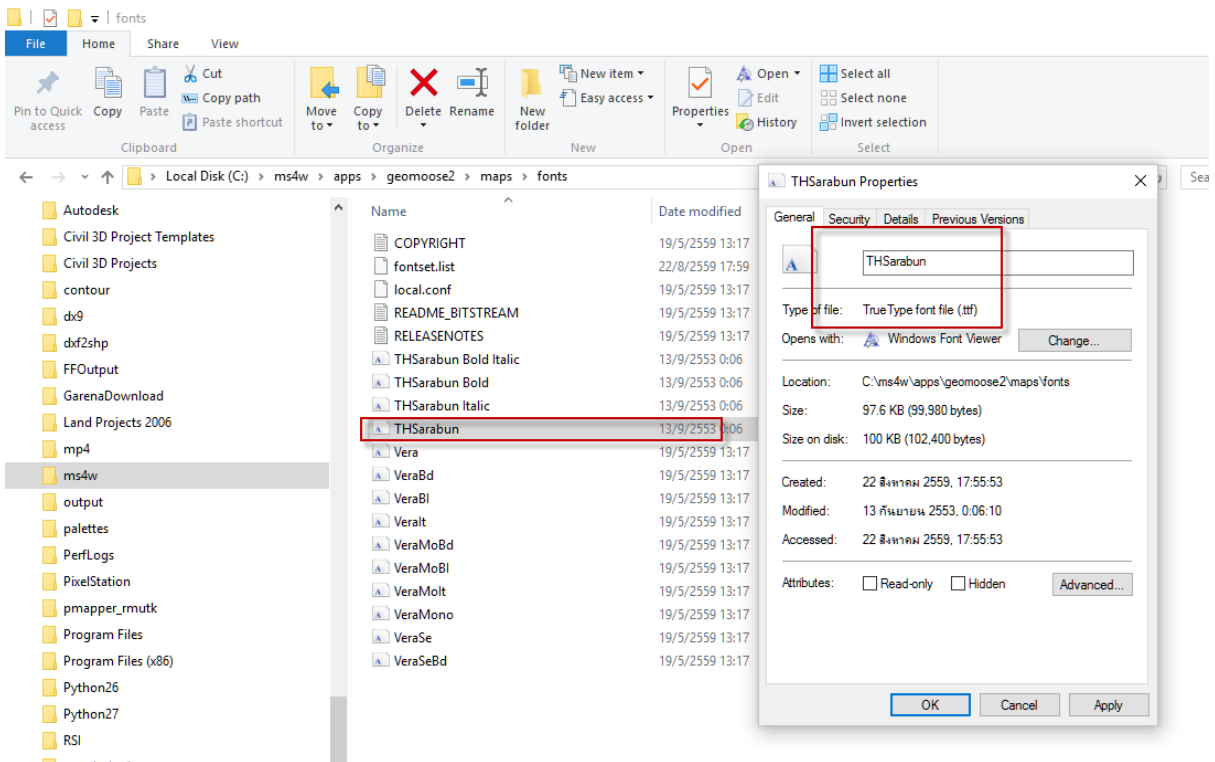 fonts
File Home Share View
Pin to Quick access
Copy
Paste
Cut
Copy path
Paste shortcut
Clipboard
Move to
Copy to
Delete
Rename
Organize
New folder
New item
Easy access
New
Properties
Open
Edit
History
Open
Select all
Select none
Invert selection
Select
Local Disk (C:) > ms4w > apps > geomoose2 > maps > fonts
Sea
Autodesk
Civil 3D Project Templates
Civil 3D Projects
contour
dx9
dxf2shp
FFOutput
GarenaDownload
Land Projects 2006
mp4
ms4w
output
palettes
PerfLogs
PixelStation
pmapper_rmutk
Program Files
Program Files (x86)
Python26
Python27
RSI
Name Date modified
COPYRIGHT 19/5/2559 13:17
fontset.list 22/8/2559 17:59
local.conf 19/5/2559 13:17
README_BITSTREAM 19/5/2559 13:17
RELEASENOTES 19/5/2559 13:17
THSarabun Bold Italic 13/9/2553 0:06
THSarabun Bold 13/9/2553 0:06
THSarabun Italic 13/9/2553 0:06
THSarabun 13/9/2553 0:06
Vera 19/5/2559 13:17
VeraBd 19/5/2559 13:17
VeraBI 19/5/2559 13:17
VeraIt 19/5/2559 13:17
VeraMoBd 19/5/2559 13:17
VeraMoBI 19/5/2559 13:17
VeraMoIt 19/5/2559 13:17
VeraMono 19/5/2559 13:17
VeraSe 19/5/2559 13:17
VeraSeBd 19/5/2559 13:17
THSarabun Properties
General Security Details Previous Versions
THSarabun
Type of file: TrueType font file (.ttf)
Opens with: Windows Font Viewer Change...
Location: C:\ms4w\apps\geomoose2\maps\fonts
Size: 97.6 KB (99,980 bytes)
Size on disk: 100 KB (102,400 bytes)
Created: 22 สิงหาคม 2559, 17:55:53
Modified: 13 กันยายน 2553, 0:06:10
Accessed: 22 สิงหาคม 2559, 17:55:53
Attributes: Read-only Hidden Advanced...
OK Cancel Apply